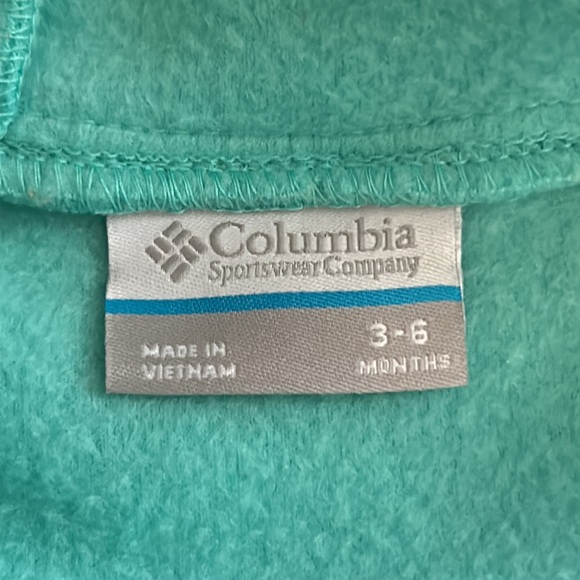 Columbia
Sportswear Company
MADE IN
VIETNAM
3-6
MONTHS